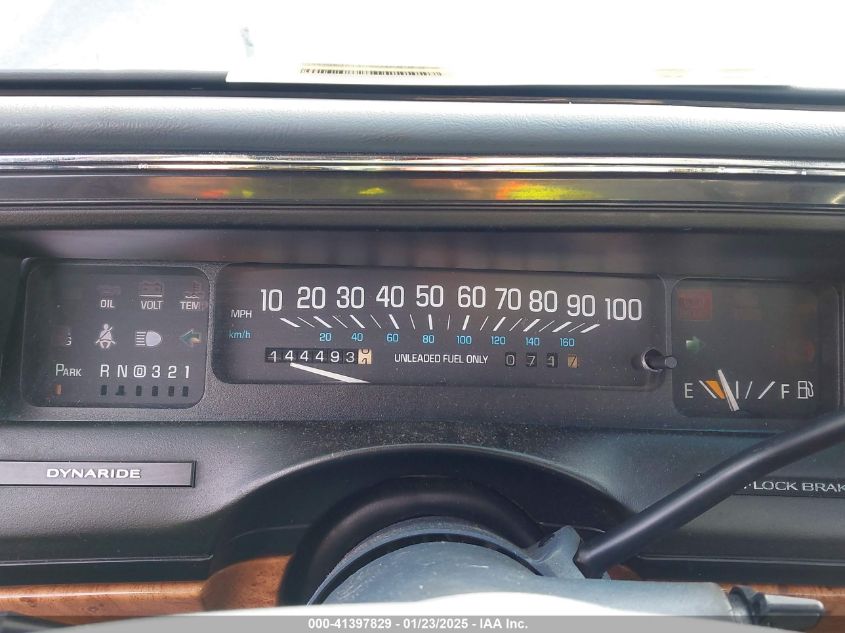 OIL VOLT TEMP
PARK R N D 3 2 1
MPH 10 20 30 40 50 60 70 80 90 100
km/h 20 40 60 80 100 120 140 160
144493
UNLEADED FUEL ONLY
071
E F
DYNARIDE
-LOCK BRAK
000-41397829 - 01/23/2025 - IAA Inc.